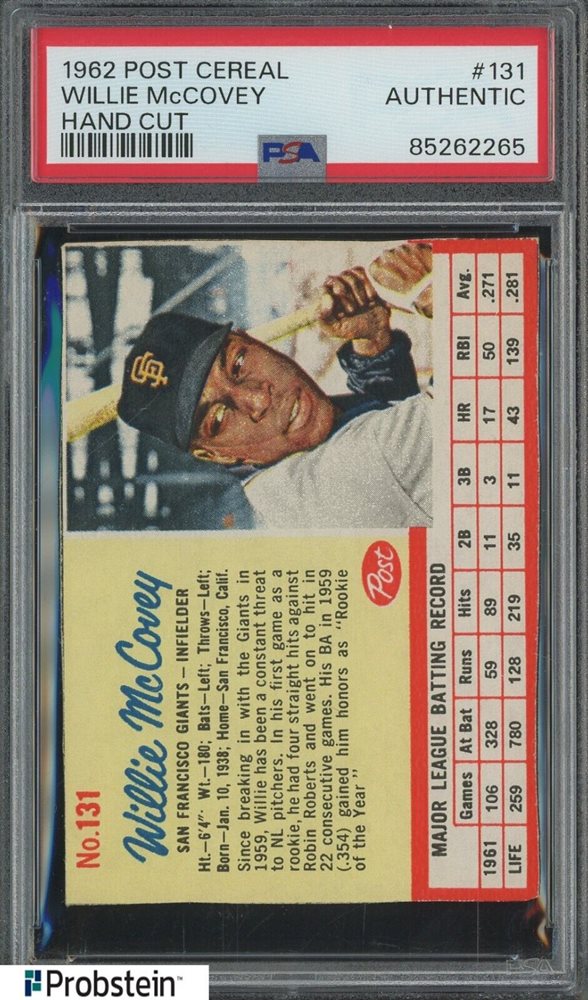 1962 POST CEREAL #131
WILLIE McCOVEY AUTHENTIC
HAND CUT
PSA 85262265
SF
No.131
Willie McCovey
SAN FRANCISCO GIANTS—INFIELDER
Ht.—6'4"; Wt.—180; Bats—Left; Throws—Left;
Born—Jan. 10, 1938; Home—San Francisco, Calif.
Since breaking in with the Giants in
1959, Willie has been a constant threat
to NL pitchers. In his first game as a
rookie, he had four straight hits against
Robin Roberts and went on to hit in
22 consecutive games. His BA in 1959
(.354) gained him honors as "Rookie
of the Year"
Post
MAJOR LEAGUE BATTING RECORD
Games At Bat Runs Hits 2B 3B HR RBI Avg.
1961 106 328 59 89 11 3 17 50 .271
LIFE 259 780 128 219 35 11 43 139 .281
PSA
Probstein™